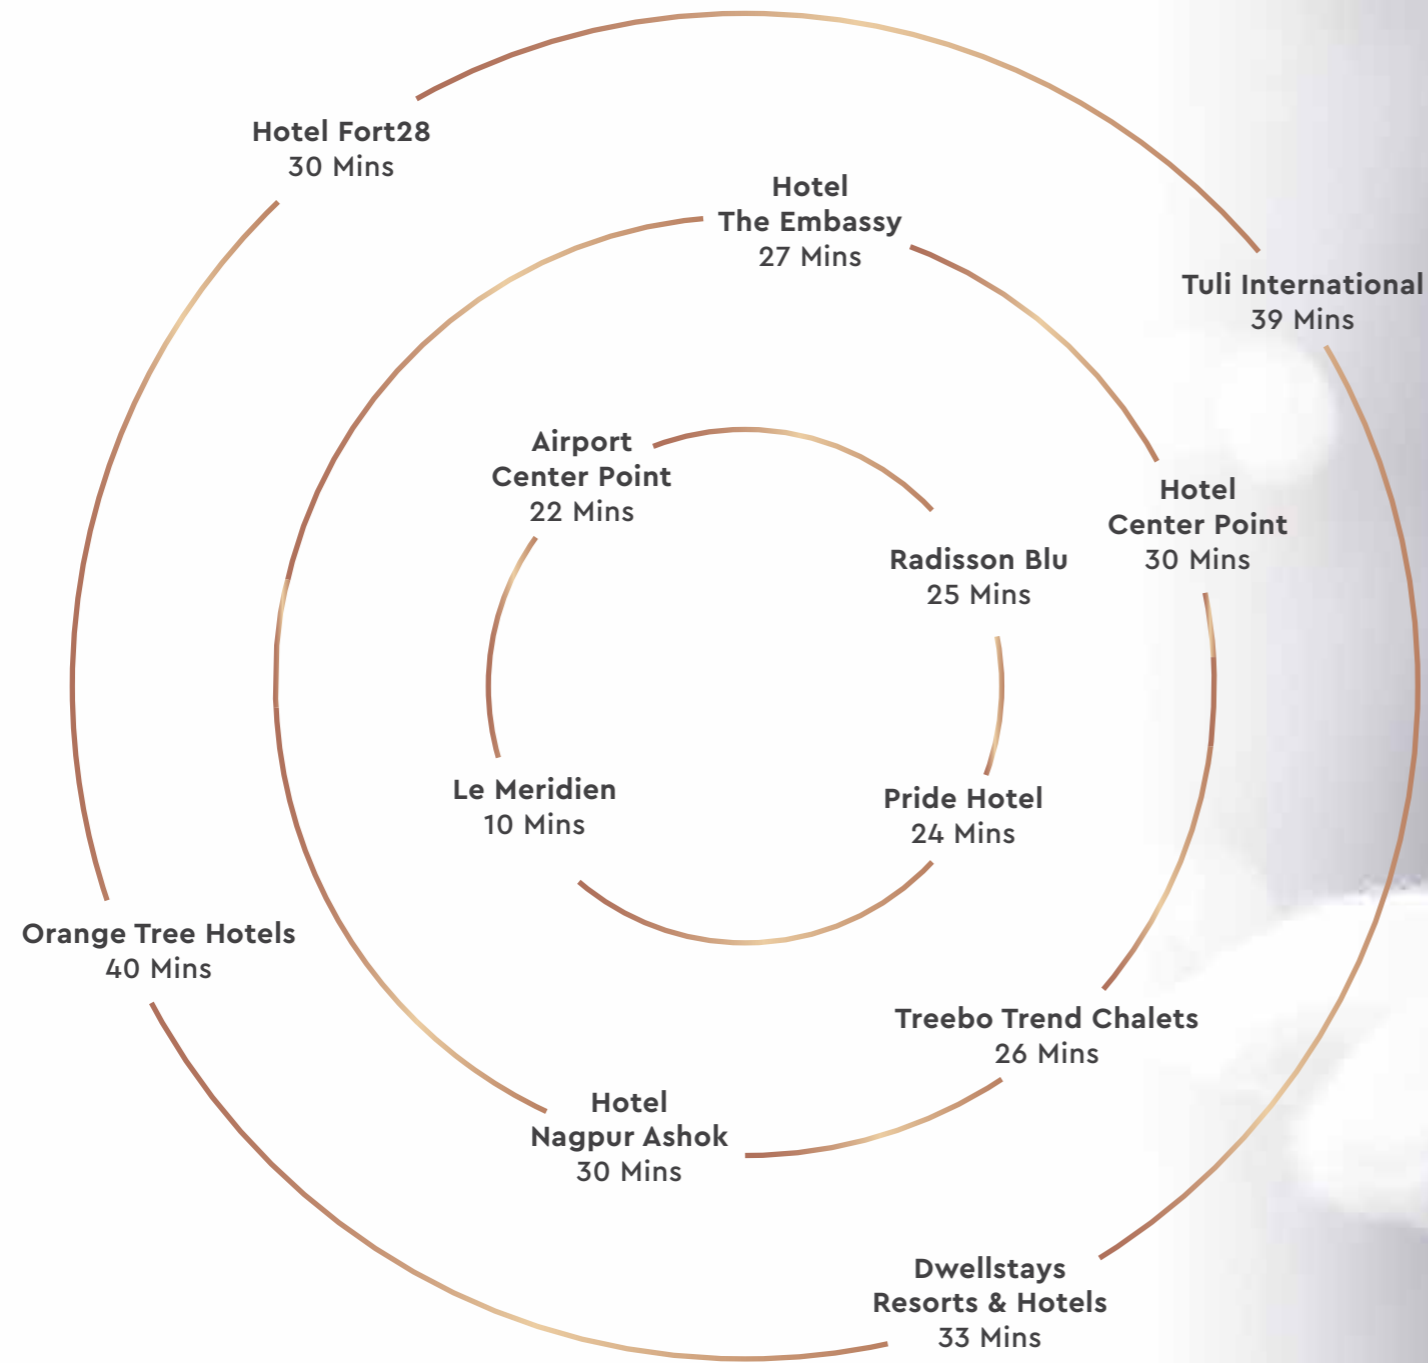 Hotel Fort28
30 Mins
Hotel
The Embassy
27 Mins
Tuli International
39 Mins
Airport
Center Point
22 Mins
Hotel
Center Point
30 Mins
Radisson Blu
25 Mins
Le Meridien
10 Mins
Pride Hotel
24 Mins
Orange Tree Hotels
40 Mins
Treebo Trend Chalets
26 Mins
Hotel
Nagpur Ashok
30 Mins
Dwellstays
Resorts & Hotels
33 Mins